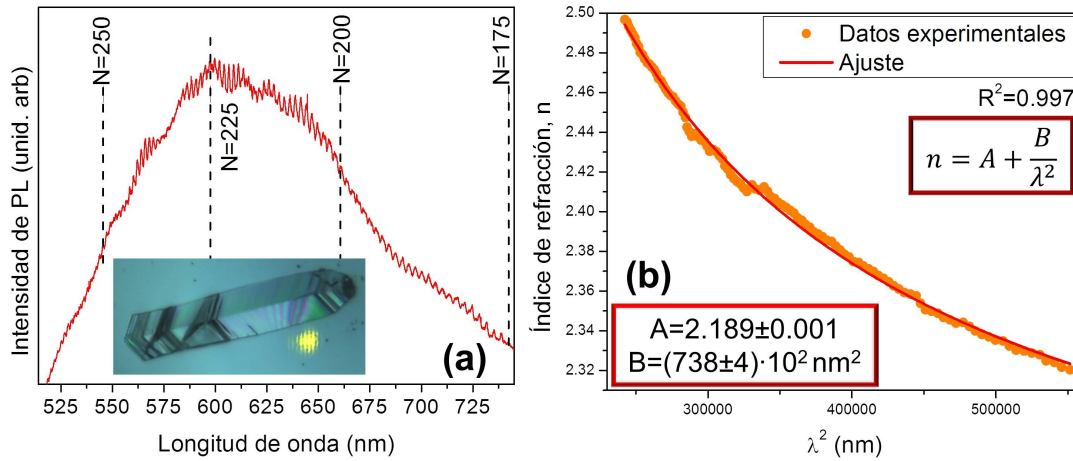 Intensidad de PL (unid. arb)
N=250
N=225
N=200
N=175
(a)
525 550 575 600 625 650 675 700 725
Longitud de onda (nm)
Índice de refracción, n
2.50
2.48
2.46
2.44
2.42
2.40
2.38
2.36
2.34
2.32
Datos experimentales
Ajuste
R²=0.997
n = A + B/λ²
(b)
A=2.189±0.001
B=(738±4)·10² nm²
300000 400000 500000
λ² (nm)